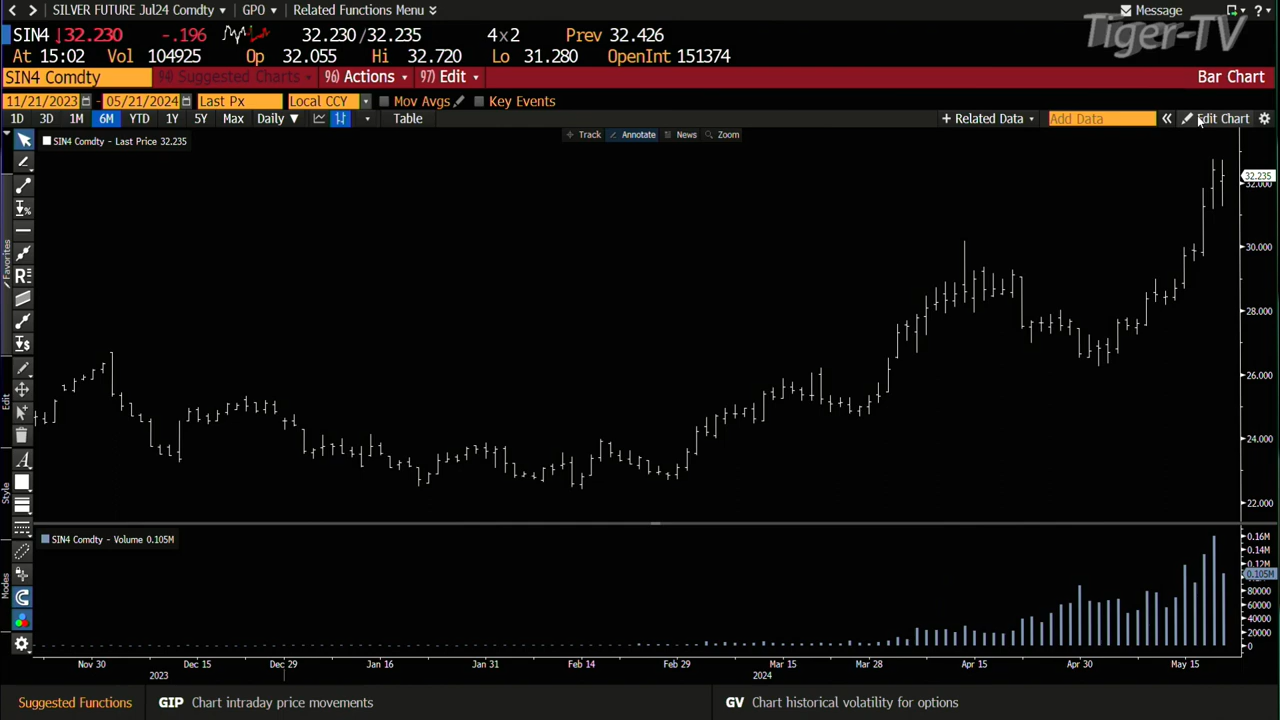 SILVER FUTURE Jul24 Comdty GPO Related Functions Menu Message ?
SIN4 ↓32.230 -.196 32.230/32.235 4×2 Prev 32.426
At 15:02 Vol 104925 Op 32.055 Hi 32.720 Lo 31.280 OpenInt 151374
Tiger-TV
SIN4 Comdty 94) Suggested Charts 96) Actions 97) Edit Bar Chart
11/21/2023 - 05/21/2024 Last Px Local CCY Mov Avgs Key Events
1D 3D 1M 6M YTD 1Y 5Y Max Daily ▼ Table + Related Data Add Data « Edit Chart
Track Annotate News Zoom
SIN4 Comdty - Last Price 32.235
32.235
32.000
30.000
28.000
26.000
24.000
22.000
Favorites
Edit
Style
Modes
SIN4 Comdty - Volume 0.105M
0.16M
0.14M
0.12M
0.105M
80000
60000
40000
20000
0
Nov 30 Dec 15 Dec 29 Jan 16 Jan 31 Feb 14 Feb 29 Mar 15 Mar 28 Apr 15 Apr 30 May 15
2023 2024
Suggested Functions GIP Chart intraday price movements GV Chart historical volatility for options